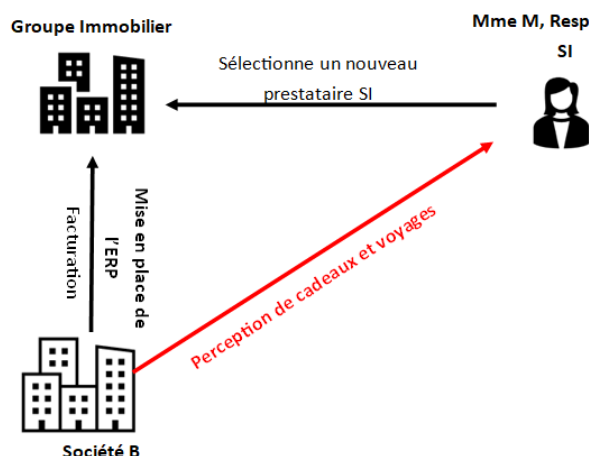 Groupe Immobilier
Mme M, Resp
SI
Sélectionne un nouveau
prestataire SI
Facturation
Mise en place de
l'ERP
Perception de cadeaux et voyages
Société B